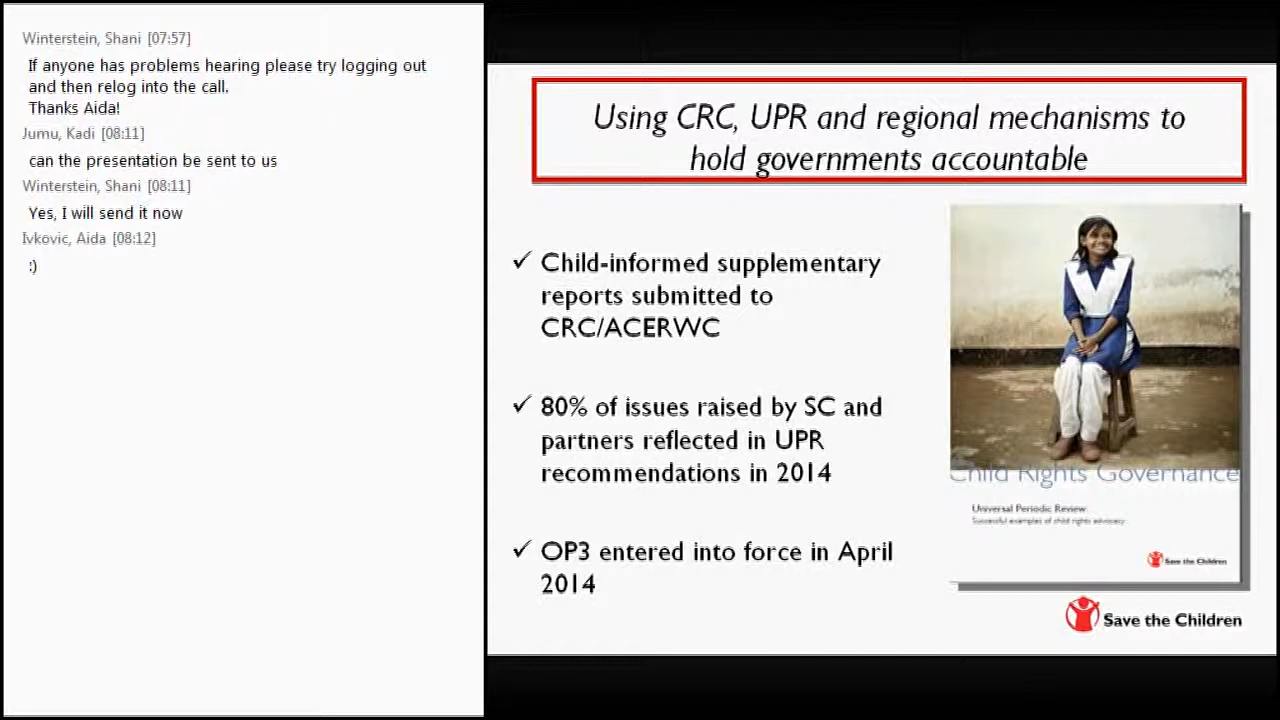 Winterstein, Shani [07:57]
If anyone has problems hearing please try logging out
and then relog into the call.
Thanks Aida!
Jumu, Kadi [08:11]
can the presentation be sent to us
Winterstein, Shani [08:11]
Yes, I will send it now
Ivkovic, Aida [08:12]
:)
Using CRC, UPR and regional mechanisms to
hold governments accountable
✓ Child-informed supplementary
reports submitted to
CRC/ACERWC
✓ 80% of issues raised by SC and
partners reflected in UPR
recommendations in 2014
✓ OP3 entered into force in April
2014
Child Rights Governance
Universal Periodic Review
Successful examples of child rights advocacy
Save the Children
Save the Children